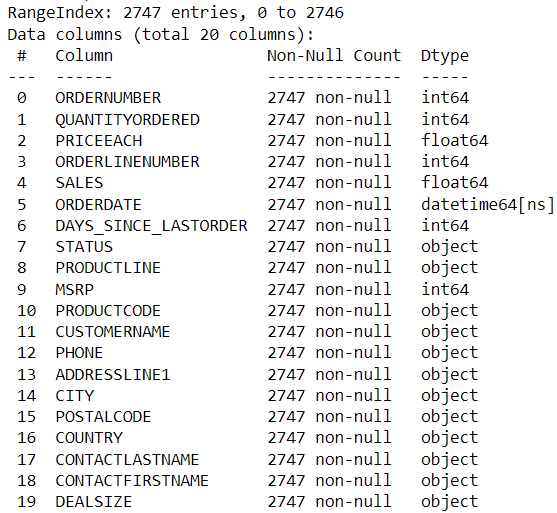 RangeIndex: 2747 entries, 0 to 2746
Data columns (total 20 columns):
 #   Column              Non-Null Count  Dtype
---  ------              --------------  -----
 0   ORDERNUMBER         2747 non-null   int64
 1   QUANTITYORDERED     2747 non-null   int64
 2   PRICEEACH           2747 non-null   float64
 3   ORDERLINENUMBER     2747 non-null   int64
 4   SALES               2747 non-null   float64
 5   ORDERDATE           2747 non-null   datetime64[ns]
 6   DAYS_SINCE_LASTORDER  2747 non-null   int64
 7   STATUS              2747 non-null   object
 8   PRODUCTLINE         2747 non-null   object
 9   MSRP                2747 non-null   int64
 10  PRODUCTCODE         2747 non-null   object
 11  CUSTOMERNAME        2747 non-null   object
 12  PHONE               2747 non-null   object
 13  ADDRESSLINE1        2747 non-null   object
 14  CITY                2747 non-null   object
 15  POSTALCODE          2747 non-null   object
 16  COUNTRY             2747 non-null   object
 17  CONTACTLASTNAME     2747 non-null   object
 18  CONTACTFIRSTNAME    2747 non-null   object
 19  DEALSIZE            2747 non-null   object